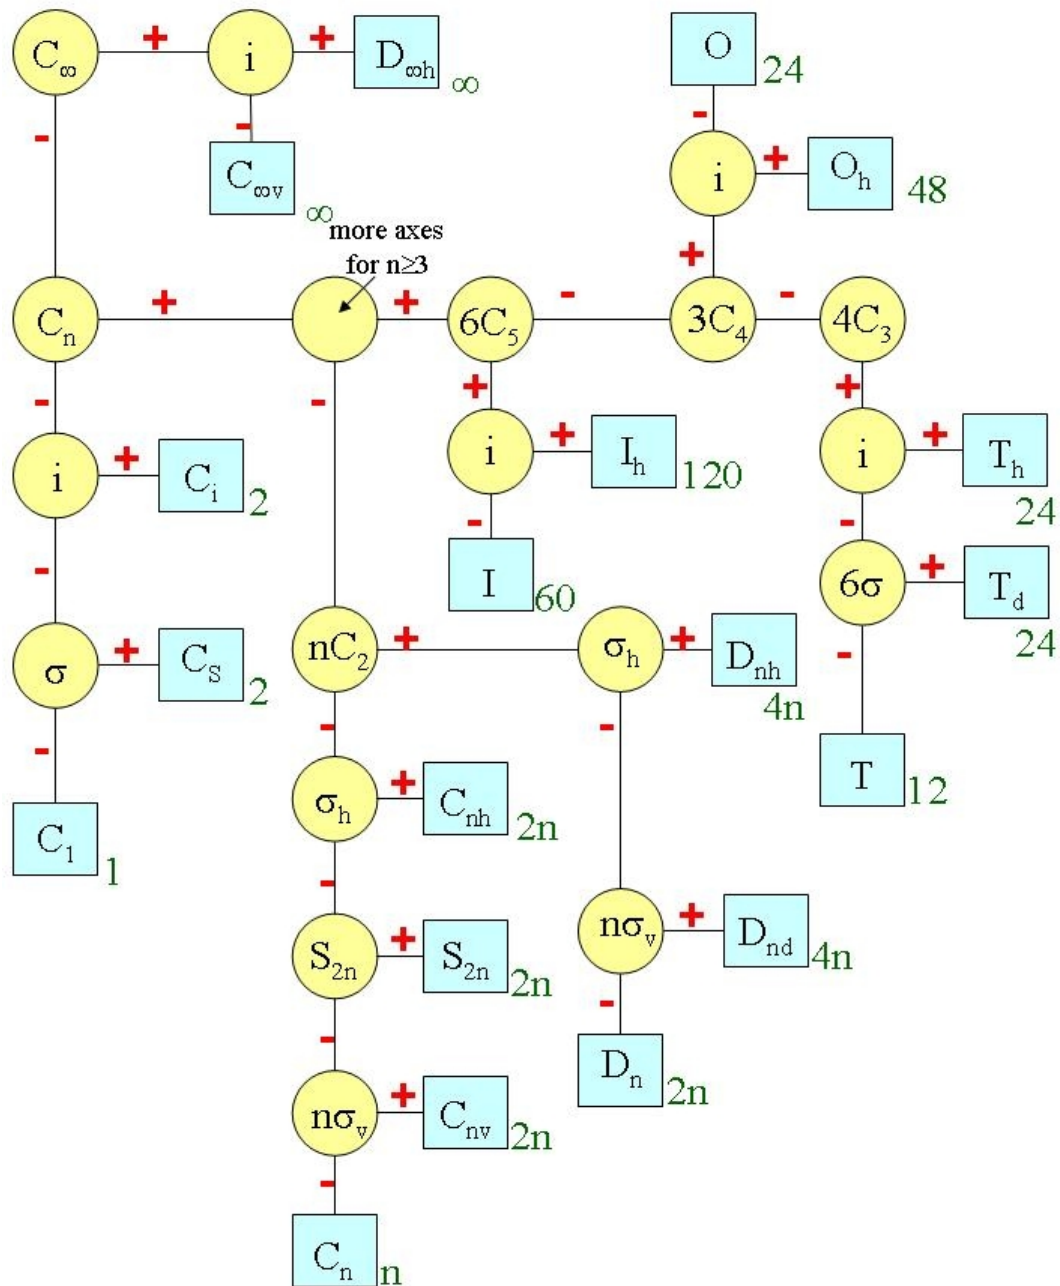 C∞ + i + D∞h ∞
O 24
-
-
-
i + Oh 48
C∞v ∞
more axes
for n≥3
+
Cn + + 6C5 - 3C4 - 4C3
-
-
+
+
i + Ci 2
i + Ih 120
i + Th 24
-
-
-
I 60
6σ + Td 24
σ + CS 2
nC2 + σh + Dnh 4n
-
-
-
-
T 12
σh + Cnh 2n
C1 1
-
nσv + Dnd 4n
S2n + S2n 2n
-
-
Dn 2n
nσv + Cnv 2n
-
Cn n